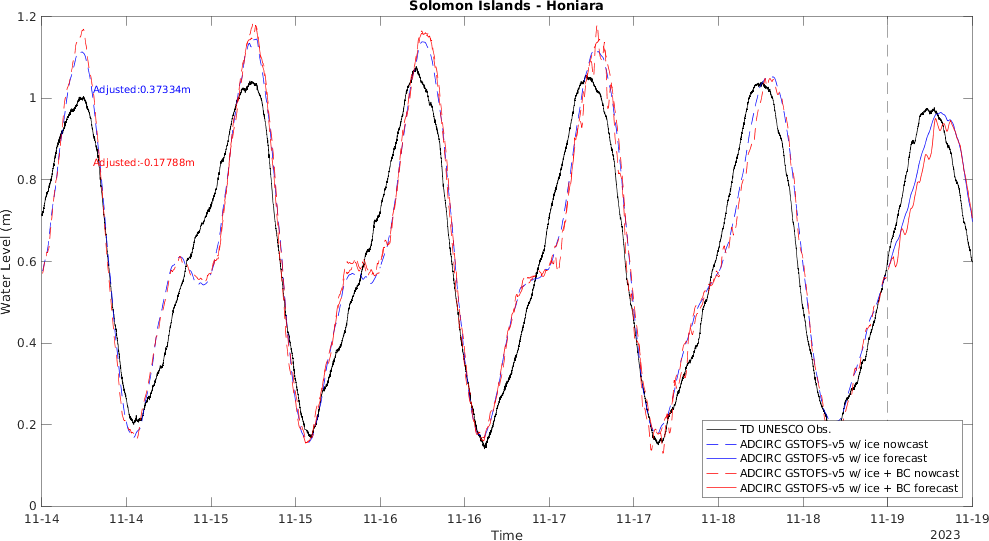 Solomon Islands - Honiara
1.2
1
0.8
0.6
0.4
0.2
0
Water Level (m)
Adjusted:0.37334m
Adjusted:-0.17788m
TD UNESCO Obs.
ADCIRC GSTOFS-v5 w/ ice nowcast
ADCIRC GSTOFS-v5 w/ ice forecast
ADCIRC GSTOFS-v5 w/ ice + BC nowcast
ADCIRC GSTOFS-v5 w/ ice + BC forecast
11-14 11-14 11-15 11-15 11-16 11-16 11-17 11-17 11-18 11-18 11-19 11-19
Time
2023